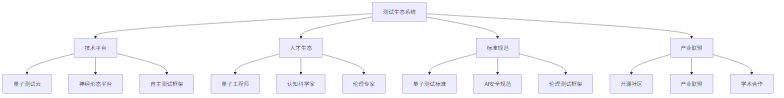 测试生态系统
技术平台
人才生态
标准规范
产业联盟
量子测试云
神经形态平台
自主测试框架
量子工程师
认知科学家
伦理专家
量子测试标准
AI安全规范
伦理测试框架
开源社区
产业联盟
学术合作